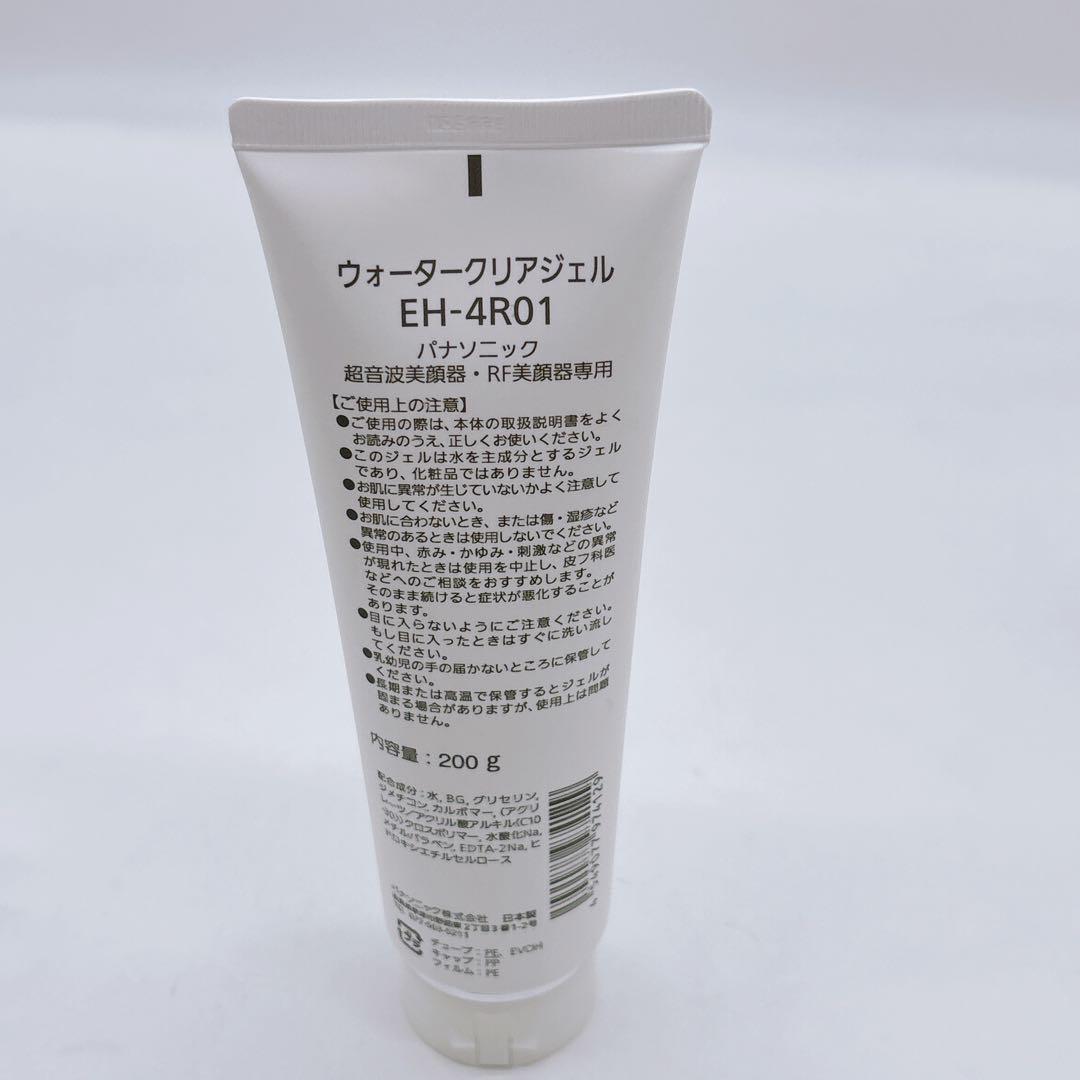 ウォータークリアジェル
EH-4R01
パナソニック
超音波美顔器・RF美顔器専用
【ご使用上の注意】
●ご使用の際は、本体の取扱説明書をよく
お読みのうえ、正しくお使いください。
●このジェルは水を主成分とするジェル
であり、化粧品ではありません。
●お肌に異常が生じていないかよく注意して
使用してください。
●お肌に合わないとき、または傷・湿疹など
異常のあるときは使用しないでください。
●使用中、赤み・かゆみ・刺激などの異常
が現れたときは使用を中止し、皮フ科医
などへのご相談をおすすめします。
そのまま続けると症状が悪化することが
あります。
●目に入らないようにご注意ください。
もし目に入ったときはすぐに洗い流し
てください。
●乳幼児の手の届かないところに保管して
ください。
●長期または高温で保管するとジェルが
固まる場合がありますが、使用上は問題
ありません。
内容量：200 g
配合成分：水, BG, グリセリン,
ジメチコン, カルボマー, (アクリ
レーツ/アクリル酸アルキル(C10
-30))クロスポリマー, 水酸化Na,
メチルパラベン, EDTA-2Na, ヒ
ドロキシエチルセルロース
4 549077 974129
パナソニック株式会社 日本製
2丁目3番1-2号
プラ
チューブ：PE, EVOH
キャップ：PP
フィルム：PE